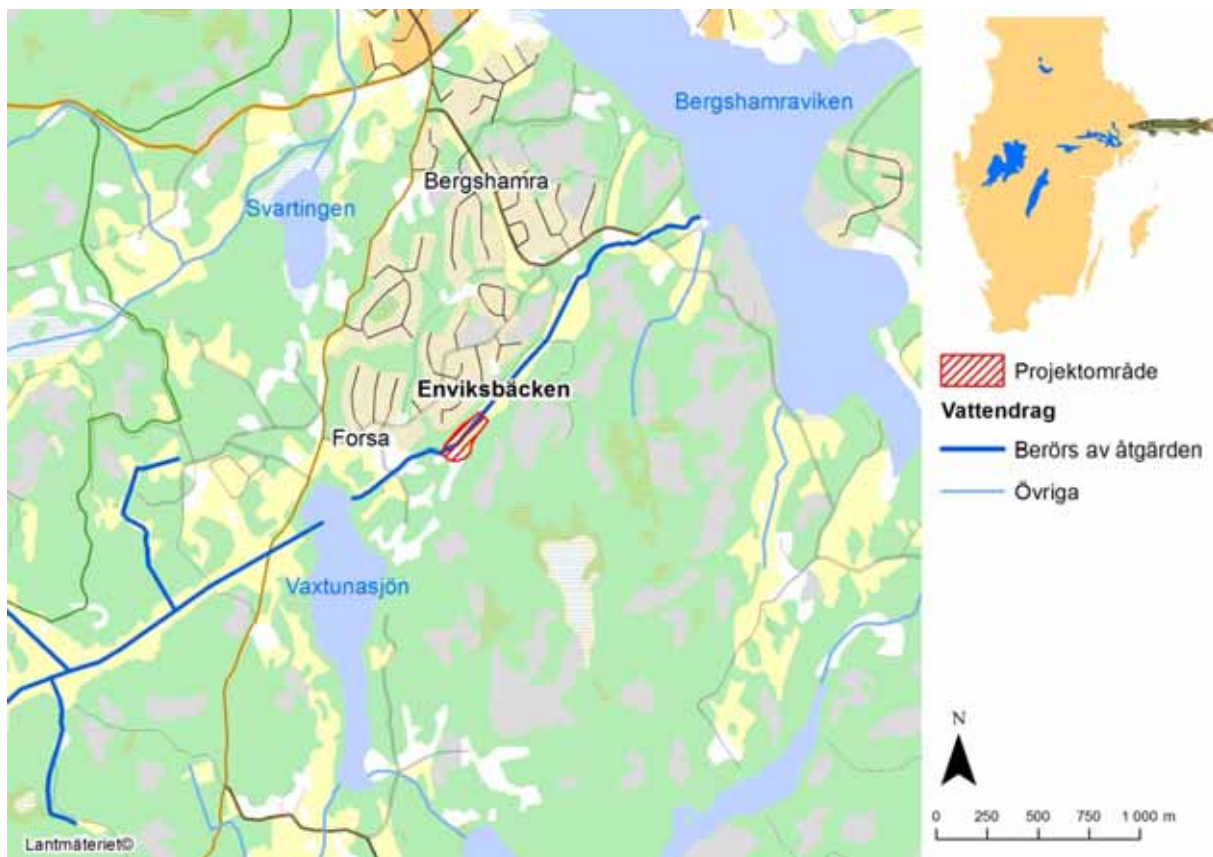 Bergshamraviken
Bergshamra
Svartingen
Enviksbäcken
Forsa
Vaxtunasjön
Lantmäteriet©
Projektområde
Vattendrag
Berörs av åtgärden
Övriga
N
0 250 500 750 1 000 m